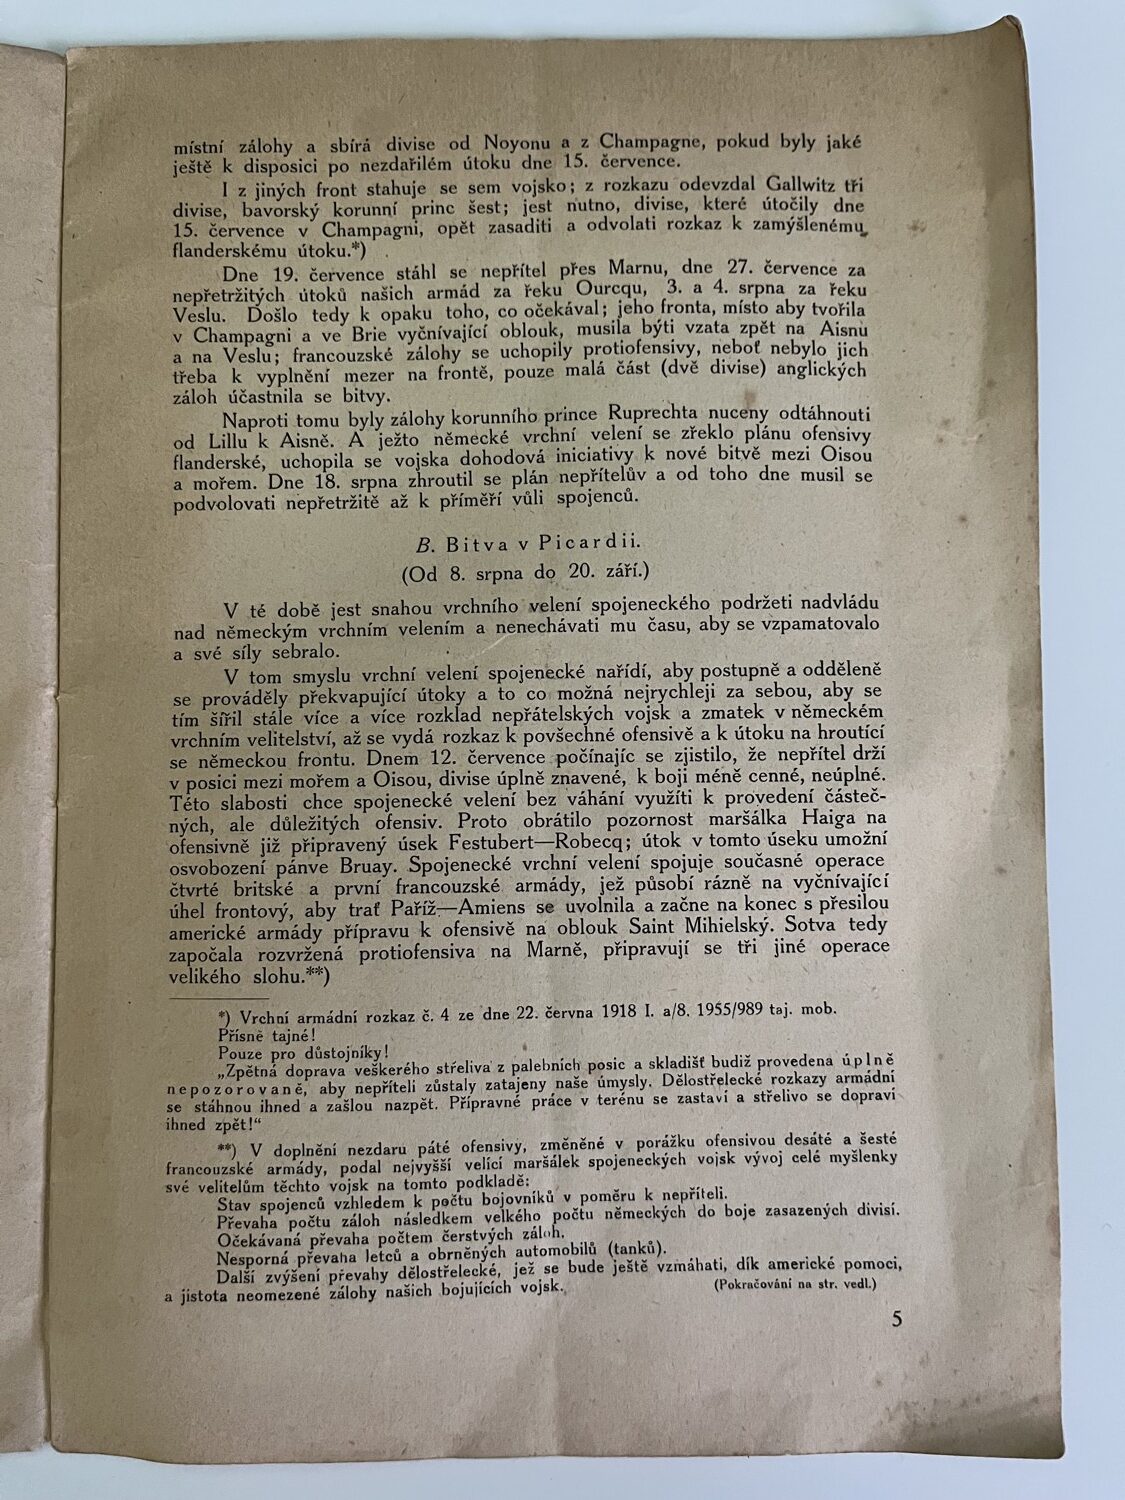 místní zálohy a sbírá divise od Noyonu a z Champagne, pokud byly jaké
ještě k disposici po nezdařilém útoku dne 15. července.
I z jiných front stahuje se sem vojsko; z rozkazu odevzdal Gallwitz tři
divise, bavorský korunní princ šest; jest nutno, divise, které útočily dne
15. července v Champagni, opět zasaditi a odvolati rozkaz k zamýšlenému
flanderskému útoku.*)
Dne 19. července stáhl se nepřítel přes Marnu, dne 27. července za
nepřetržitých útoků našich armád za řeku Ourcqu, 3. a 4. srpna za řeku
Veslu. Došlo tedy k opaku toho, co očekával; jeho fronta, místo aby tvořila
v Champagni a ve Brie vyčnívající oblouk, musila býti vzata zpět na Aisnu
a na Veslu; francouzské zálohy se uchopily protiofensivy, neboť nebylo jich
třeba k vyplnění mezer na frontě, pouze malá část (dvě divise) anglických
záloh účastnila se bitvy.
Naproti tomu byly zálohy korunního prince Ruprechta nuceny odtáhnouti
od Lillu k Aisně. A ježto německé vrchní velení se zřeklo plánu ofensivy
flanderské, uchopila se vojska dohodová iniciativy k nové bitvě mezi Oisou
a mořem. Dne 18. srpna zhroutil se plán nepřítelův a od toho dne musil se
podvolovati nepřetržitě až k příměří vůli spojenců.
B. Bitva v Picardii.
(Od 8. srpna do 20. září.)
V té době jest snahou vrchního velení spojeneckého podržeti nadvládu
nad německým vrchním velením a nenechávati mu času, aby se vzpamatovalo
a své síly sebralo.
V tom smyslu vrchní velení spojenecké nařídí, aby postupně a odděleně
se prováděly překvapující útoky a to co možná nejrychleji za sebou, aby se
tím šířil stále více a více rozklad nepřátelských vojsk a zmatek v německém
vrchním velitelství, až se vydá rozkaz k povšechné ofensivě a k útoku na hroutící
se německou frontu. Dnem 12. července počínajíc se zjistilo, že nepřítel drží
v posici mezi mořem a Oisou, divise úplně znavené, k boji méně cenné, neúplné.
Této slabosti chce spojenecké velení bez váhání využíti k provedení částeč-
ných, ale důležitých ofensiv. Proto obrátilo pozornost maršálka Haiga na
ofensivně již připravený úsek Festubert—Robecq; útok v tomto úseku umožní
osvobození pánve Bruay. Spojenecké vrchní velení spojuje současné operace
čtvrté britské a první francouzské armády, jež působí rázně na vyčnívající
úhel frontový, aby trať Paříž—Amiens se uvolnila a začne na konec s přesilou
americké armády přípravu k ofensivě na oblouk Saint Mihielský. Sotva tedy
započala rozvržená protiofensiva na Marně, připravují se tři jiné operace
velikého slohu.**)
*) Vrchní armádní rozkaz č. 4 ze dne 22. června 1918 I. a/8. 1955/989 taj. mob.
Přísně tajné!
Pouze pro důstojníky!
„Zpětná doprava veškerého střeliva z palebních posic a skladišť budiž provedena úplně
nepozorovaně, aby nepříteli zůstaly zatajeny naše úmysly. Dělostřelecké rozkazy armádní
se stáhnou ihned a zašlou nazpět. Přípravné práce v terénu se zastaví a střelivo se dopraví
ihned zpět!“
**) V doplnění nezdaru páté ofensivy, změněné v porážku ofensivou desáté a šesté
francouzské armády, podal nejvyšší velící maršálek spojeneckých vojsk vývoj celé myšlenky
své velitelům těchto vojsk na tomto podkladě:
Stav spojenců vzhledem k počtu bojovníků v poměru k nepříteli.
Převaha počtu záloh následkem velkého počtu německých do boje zasazených divisí.
Očekávaná převaha počtem čerstvých záloh.
Nesporná převaha letců a obrněných automobilů (tanků).
Další zvýšení převahy dělostřelecké, jež se bude ještě vzmáhati, dík americké pomoci,
a jistota neomezené zálohy našich bojujících vojsk.
(Pokračování na str. vedl.)
5